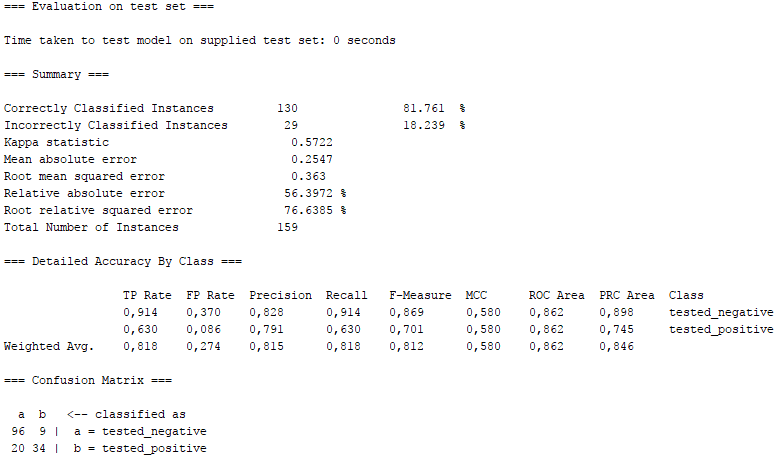 === Evaluation on test set ===
Time taken to test model on supplied test set: 0 seconds
=== Summary ===
Correctly Classified Instances 130 81.761 %
Incorrectly Classified Instances 29 18.239 %
Kappa statistic 0.5722
Mean absolute error 0.2547
Root mean squared error 0.363
Relative absolute error 56.3972 %
Root relative squared error 76.6385 %
Total Number of Instances 159
=== Detailed Accuracy By Class ===
TP Rate FP Rate Precision Recall F-Measure MCC ROC Area PRC Area Class
0,914 0,370 0,828 0,914 0,869 0,580 0,862 0,898 tested_negative
0,630 0,086 0,791 0,630 0,701 0,580 0,862 0,745 tested_positive
Weighted Avg. 0,818 0,274 0,815 0,818 0,812 0,580 0,862 0,846
=== Confusion Matrix ===
a b <-- classified as
96 9 | a = tested_negative
20 34 | b = tested_positive